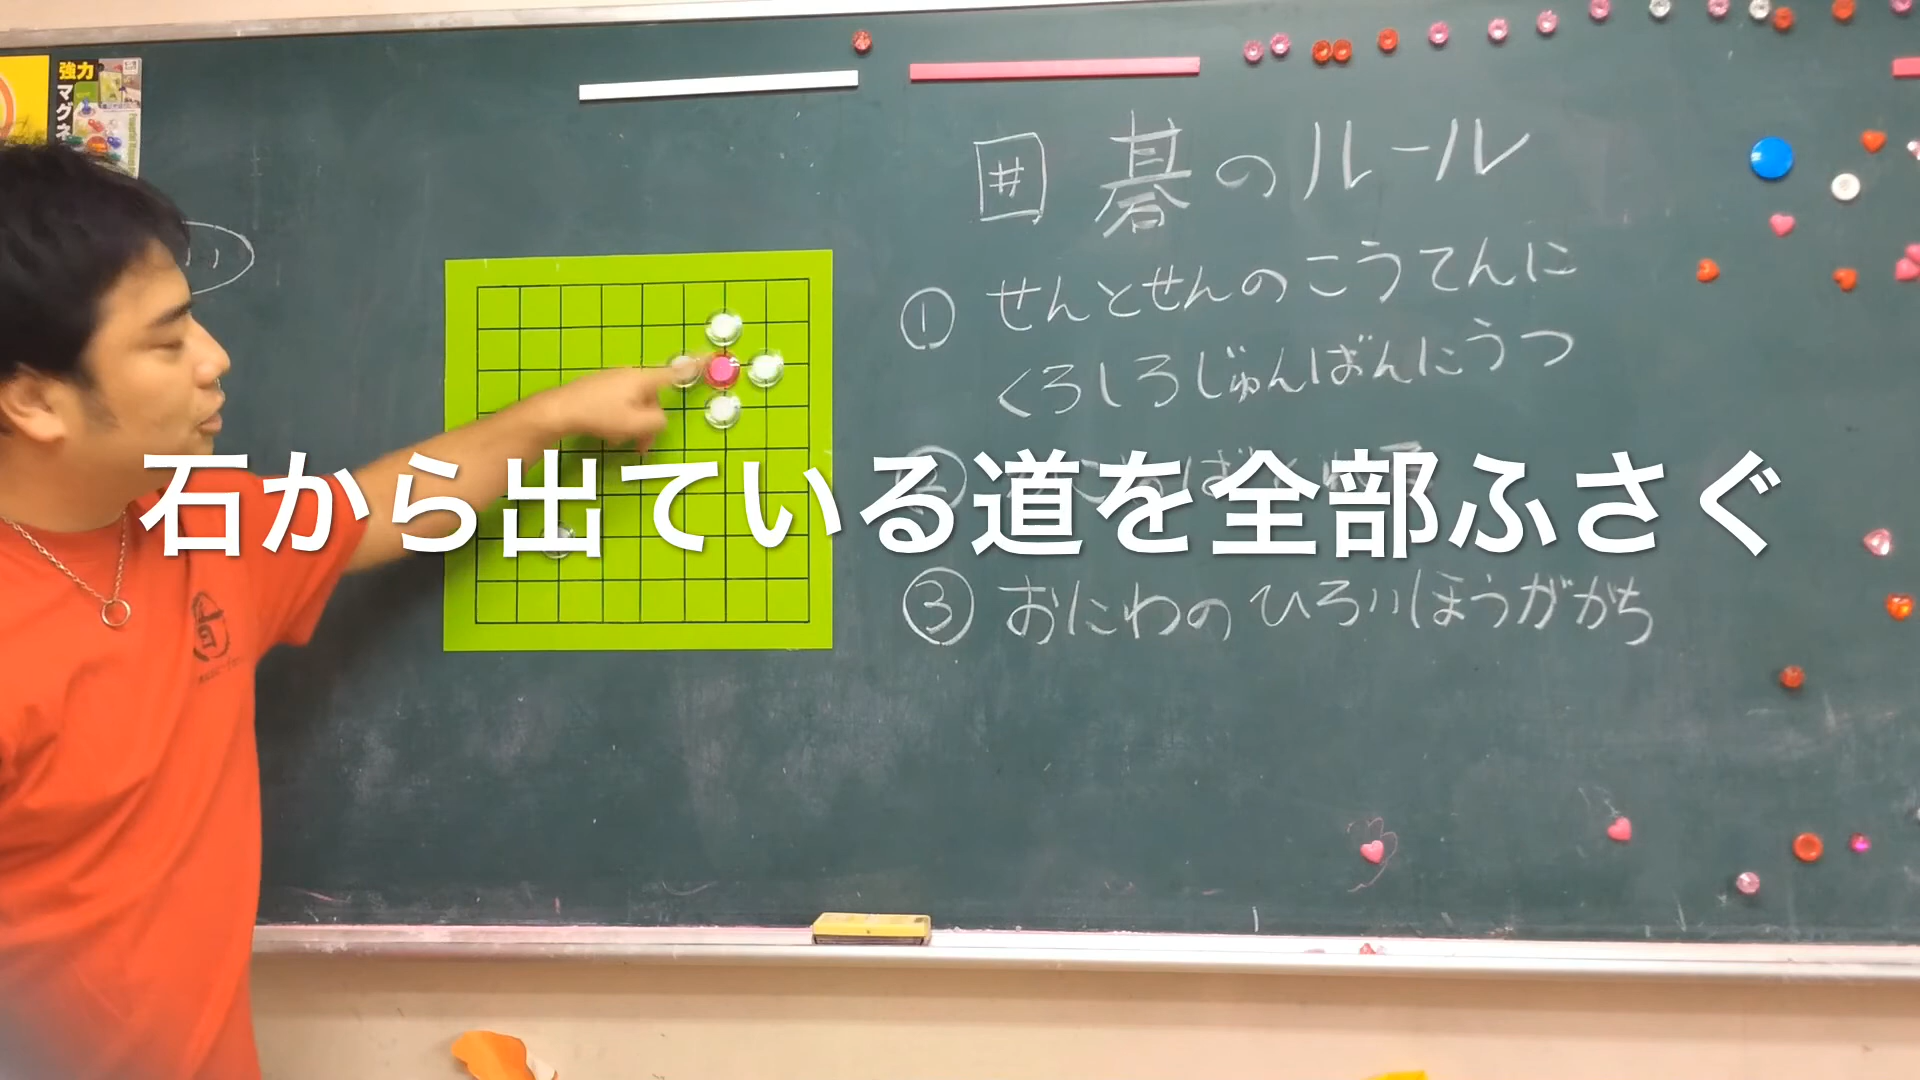 強力
マグネ
囲碁のルール
① せんとせんのこうてんに
くろしろじゅんばんにうつ
石から出ている道を全部ふさぐ
②
③ おにわのひろいほうがかち